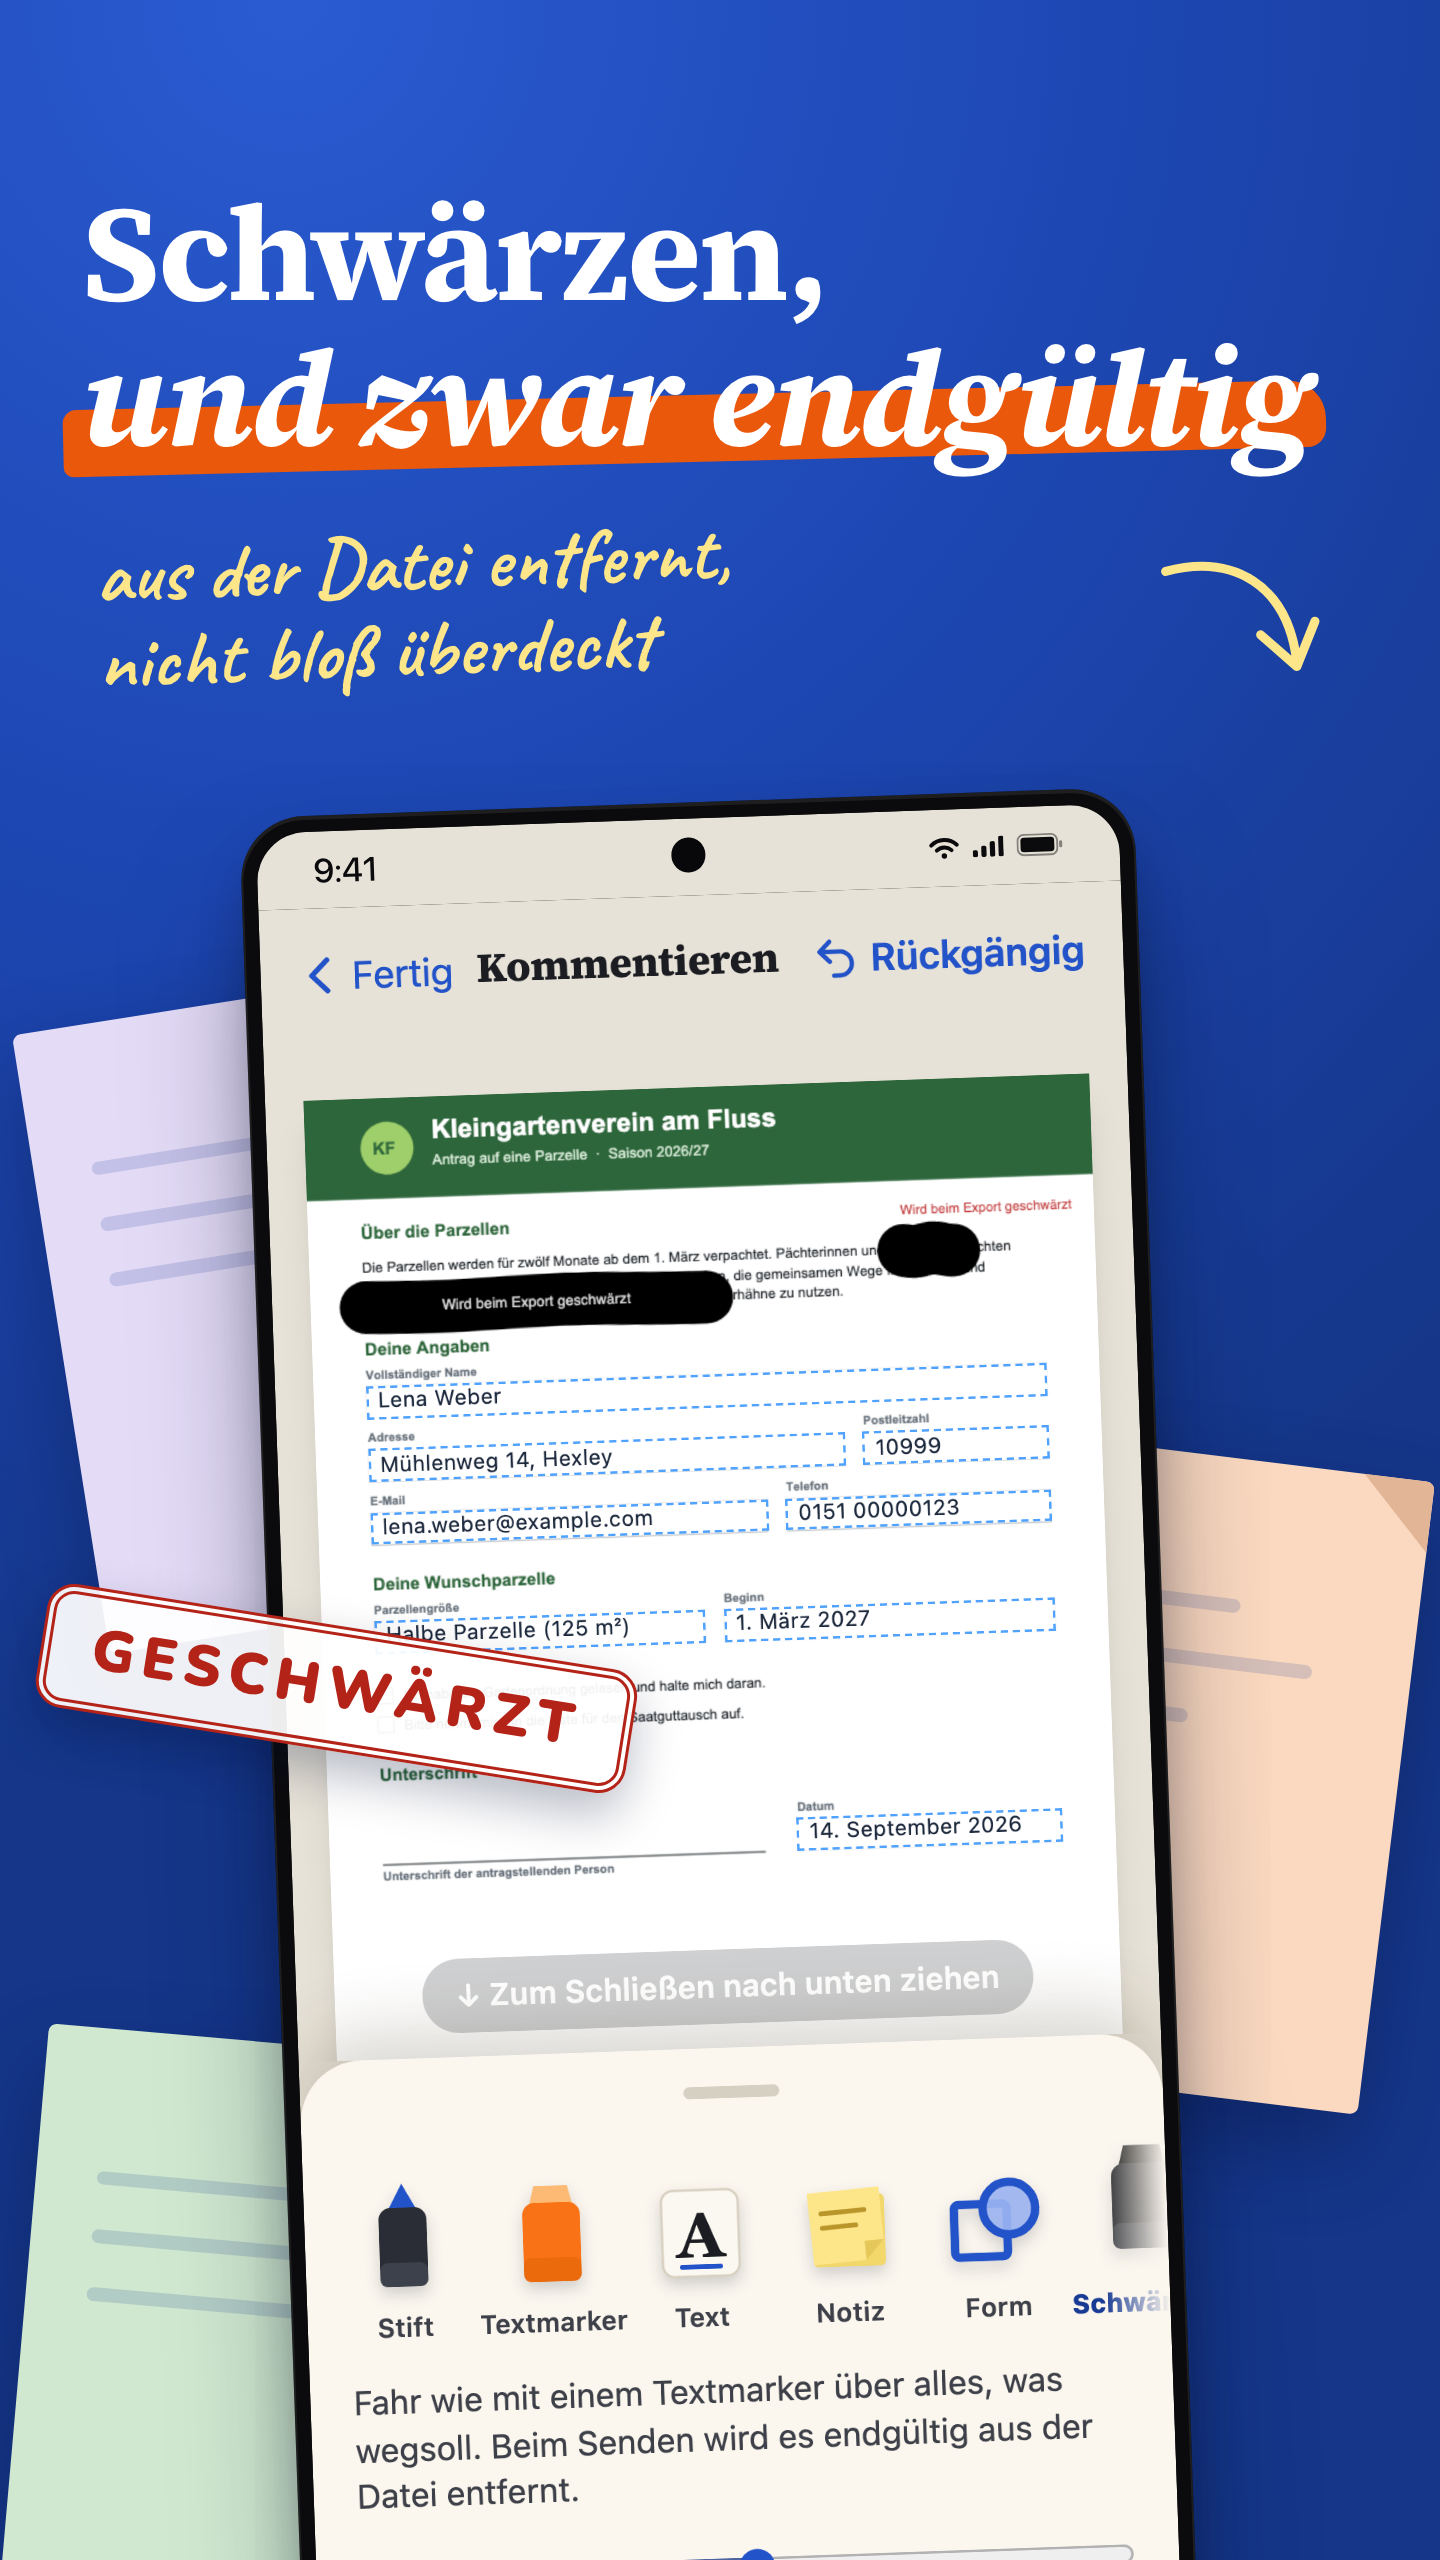 Schwärzen,
und zwar endgültig
aus der Datei entfernt,
nicht bloß überdeckt
9:41
Fertig Kommentieren Rückgängig
KF
Kleingartenverein am Fluss
Antrag auf eine Parzelle · Saison 2026/27
Wird beim Export geschwärzt
Über die Parzellen
Die Parzellen werden für zwölf Monate ab dem 1. März verpachtet. Pächterinnen
die gemeinsamen Wege
zu nutzen.
Wird beim Export geschwärzt
Deine Angaben
Vollständiger Name
Lena Weber
Adresse
Mühlenweg 14, Hexley
Postleitzahl
10999
E-Mail
lena.weber@example.com
Telefon
0151 00000123
Deine Wunschparzelle
Parzellengröße
Halbe Parzelle (125 m²)
Beginn
1. März 2027
und halte mich daran.
Saatguttausch auf.
GESCHWÄRZT
Unterschrift
Datum
14. September 2026
Unterschrift der antragstellenden Person
↓ Zum Schließen nach unten ziehen
Stift Textmarker Text Notiz Form
Fahr wie mit einem Textmarker über alles, was
wegsoll. Beim Senden wird es endgültig aus der
Datei entfernt.